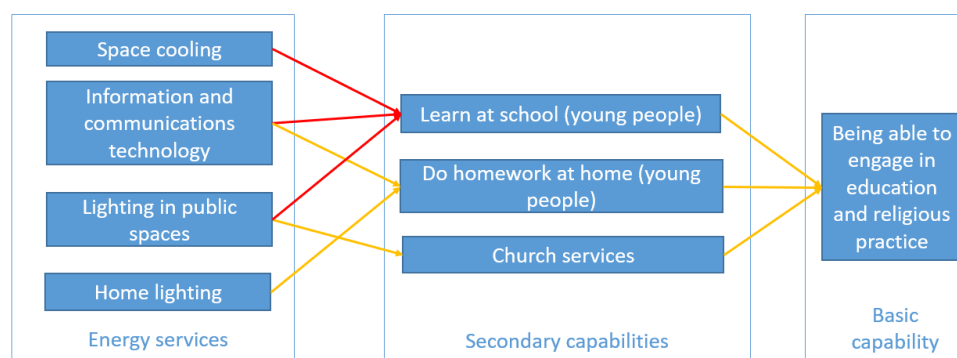 Space cooling
Information and
communications
technology
Lighting in public
spaces
Home lighting
Energy services
Learn at school (young people)
Do homework at home (young
people)
Church services
Secondary capabilities
Being able to
engage in
education
and religious
practice
Basic
capability